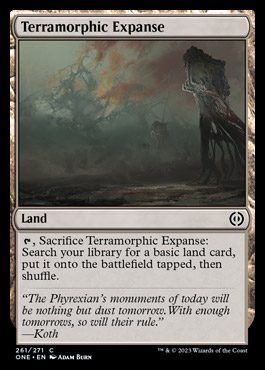 Terramorphic Expanse
Land
, Sacrifice Terramorphic Expanse:
Search your library for a basic land card,
put it onto the battlefield tapped, then
shuffle.
"The Phyrexian's monuments of today will
be nothing but dust tomorrow.With enough
tomorrows, so will their rule."
—Koth
261/271 C
ONE • EN Adam Burn
™ & © 2023 Wizards of the Coast